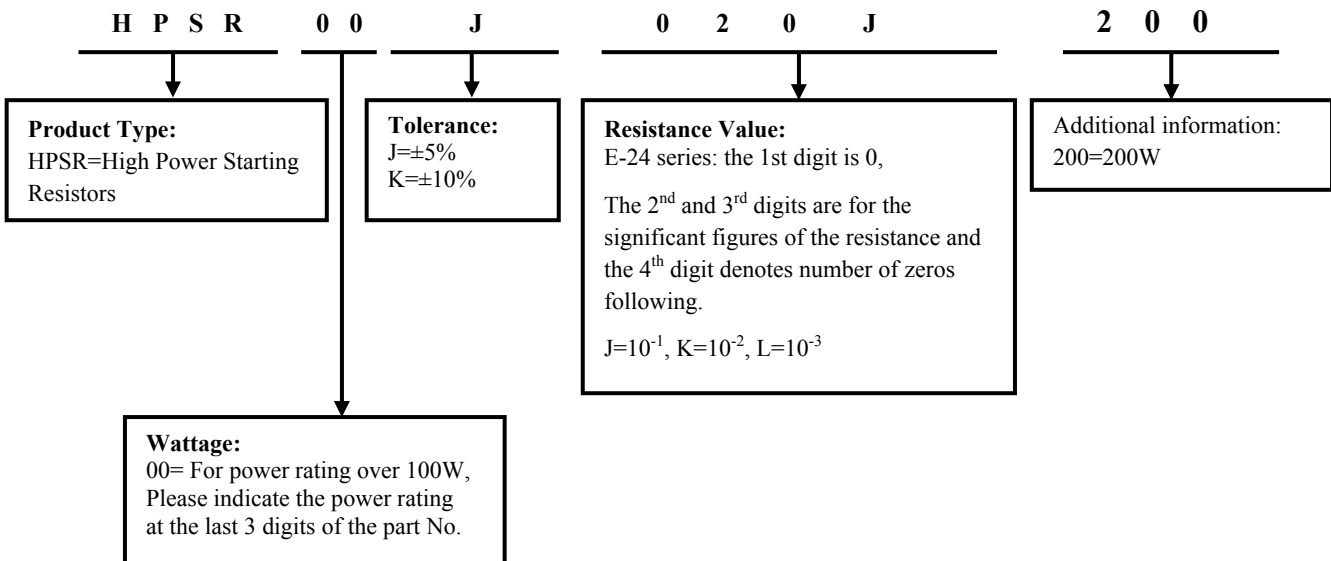 H P S R 0 0 J 0 2 0 J 2 0 0
Product Type:
HPSR=High Power Starting
Resistors
Tolerance:
J=±5%
K=±10%
Resistance Value:
E-24 series: the 1st digit is 0,
The 2nd and 3rd digits are for the
significant figures of the resistance and
the 4th digit denotes number of zeros
following.
J=10-1, K=10-2, L=10-3
Additional information:
200=200W
Wattage:
00= For power rating over 100W,
Please indicate the power rating
at the last 3 digits of the part No.